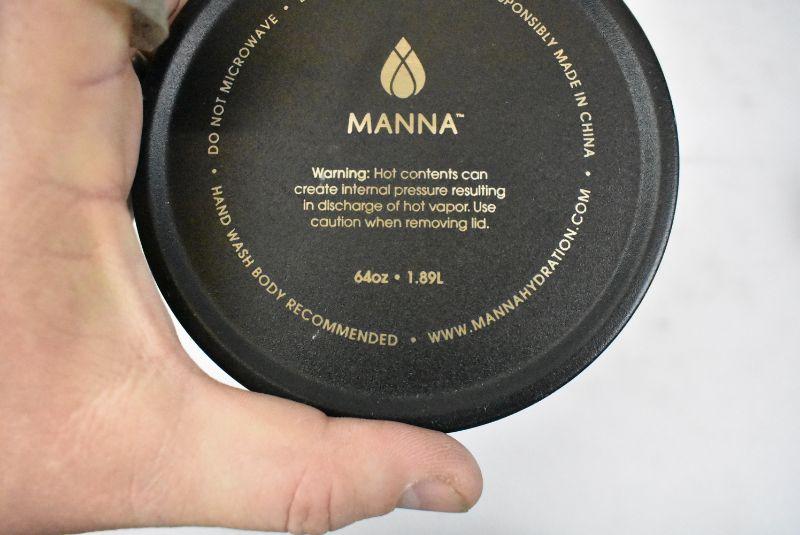 MANNA™
Warning: Hot contents can
create internal pressure resulting
in discharge of hot vapor. Use
caution when removing lid.
64oz • 1.89L
HAND WASH BODY RECOMMENDED • WWW.MANNAHYDRATION.COM •
• DO NOT MICROWAVE •
MADE IN CHINA